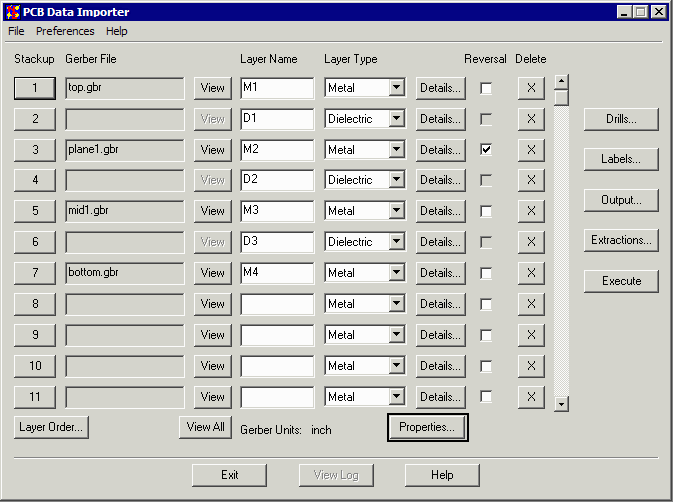 PCB Data Importer
File Preferences Help
Stackup Gerber File Layer Name Layer Type Reversal Delete
1 top.gbr View M1 Metal Details... X
2 View D1 Dielectric Details... X Drills...
3 plane1.gbr View M2 Metal Details... X
Labels...
4 View D2 Dielectric Details... X
Output...
5 mid1.gbr View M3 Metal Details... X
6 View D3 Dielectric Details... X Extractions...
7 bottom.gbr View M4 Metal Details... X
Execute
8 View Metal Details... X
9 View Metal Details... X
10 View Metal Details... X
11 View Metal Details... X
Layer Order... View All Gerber Units: inch Properties...
Exit View Log Help